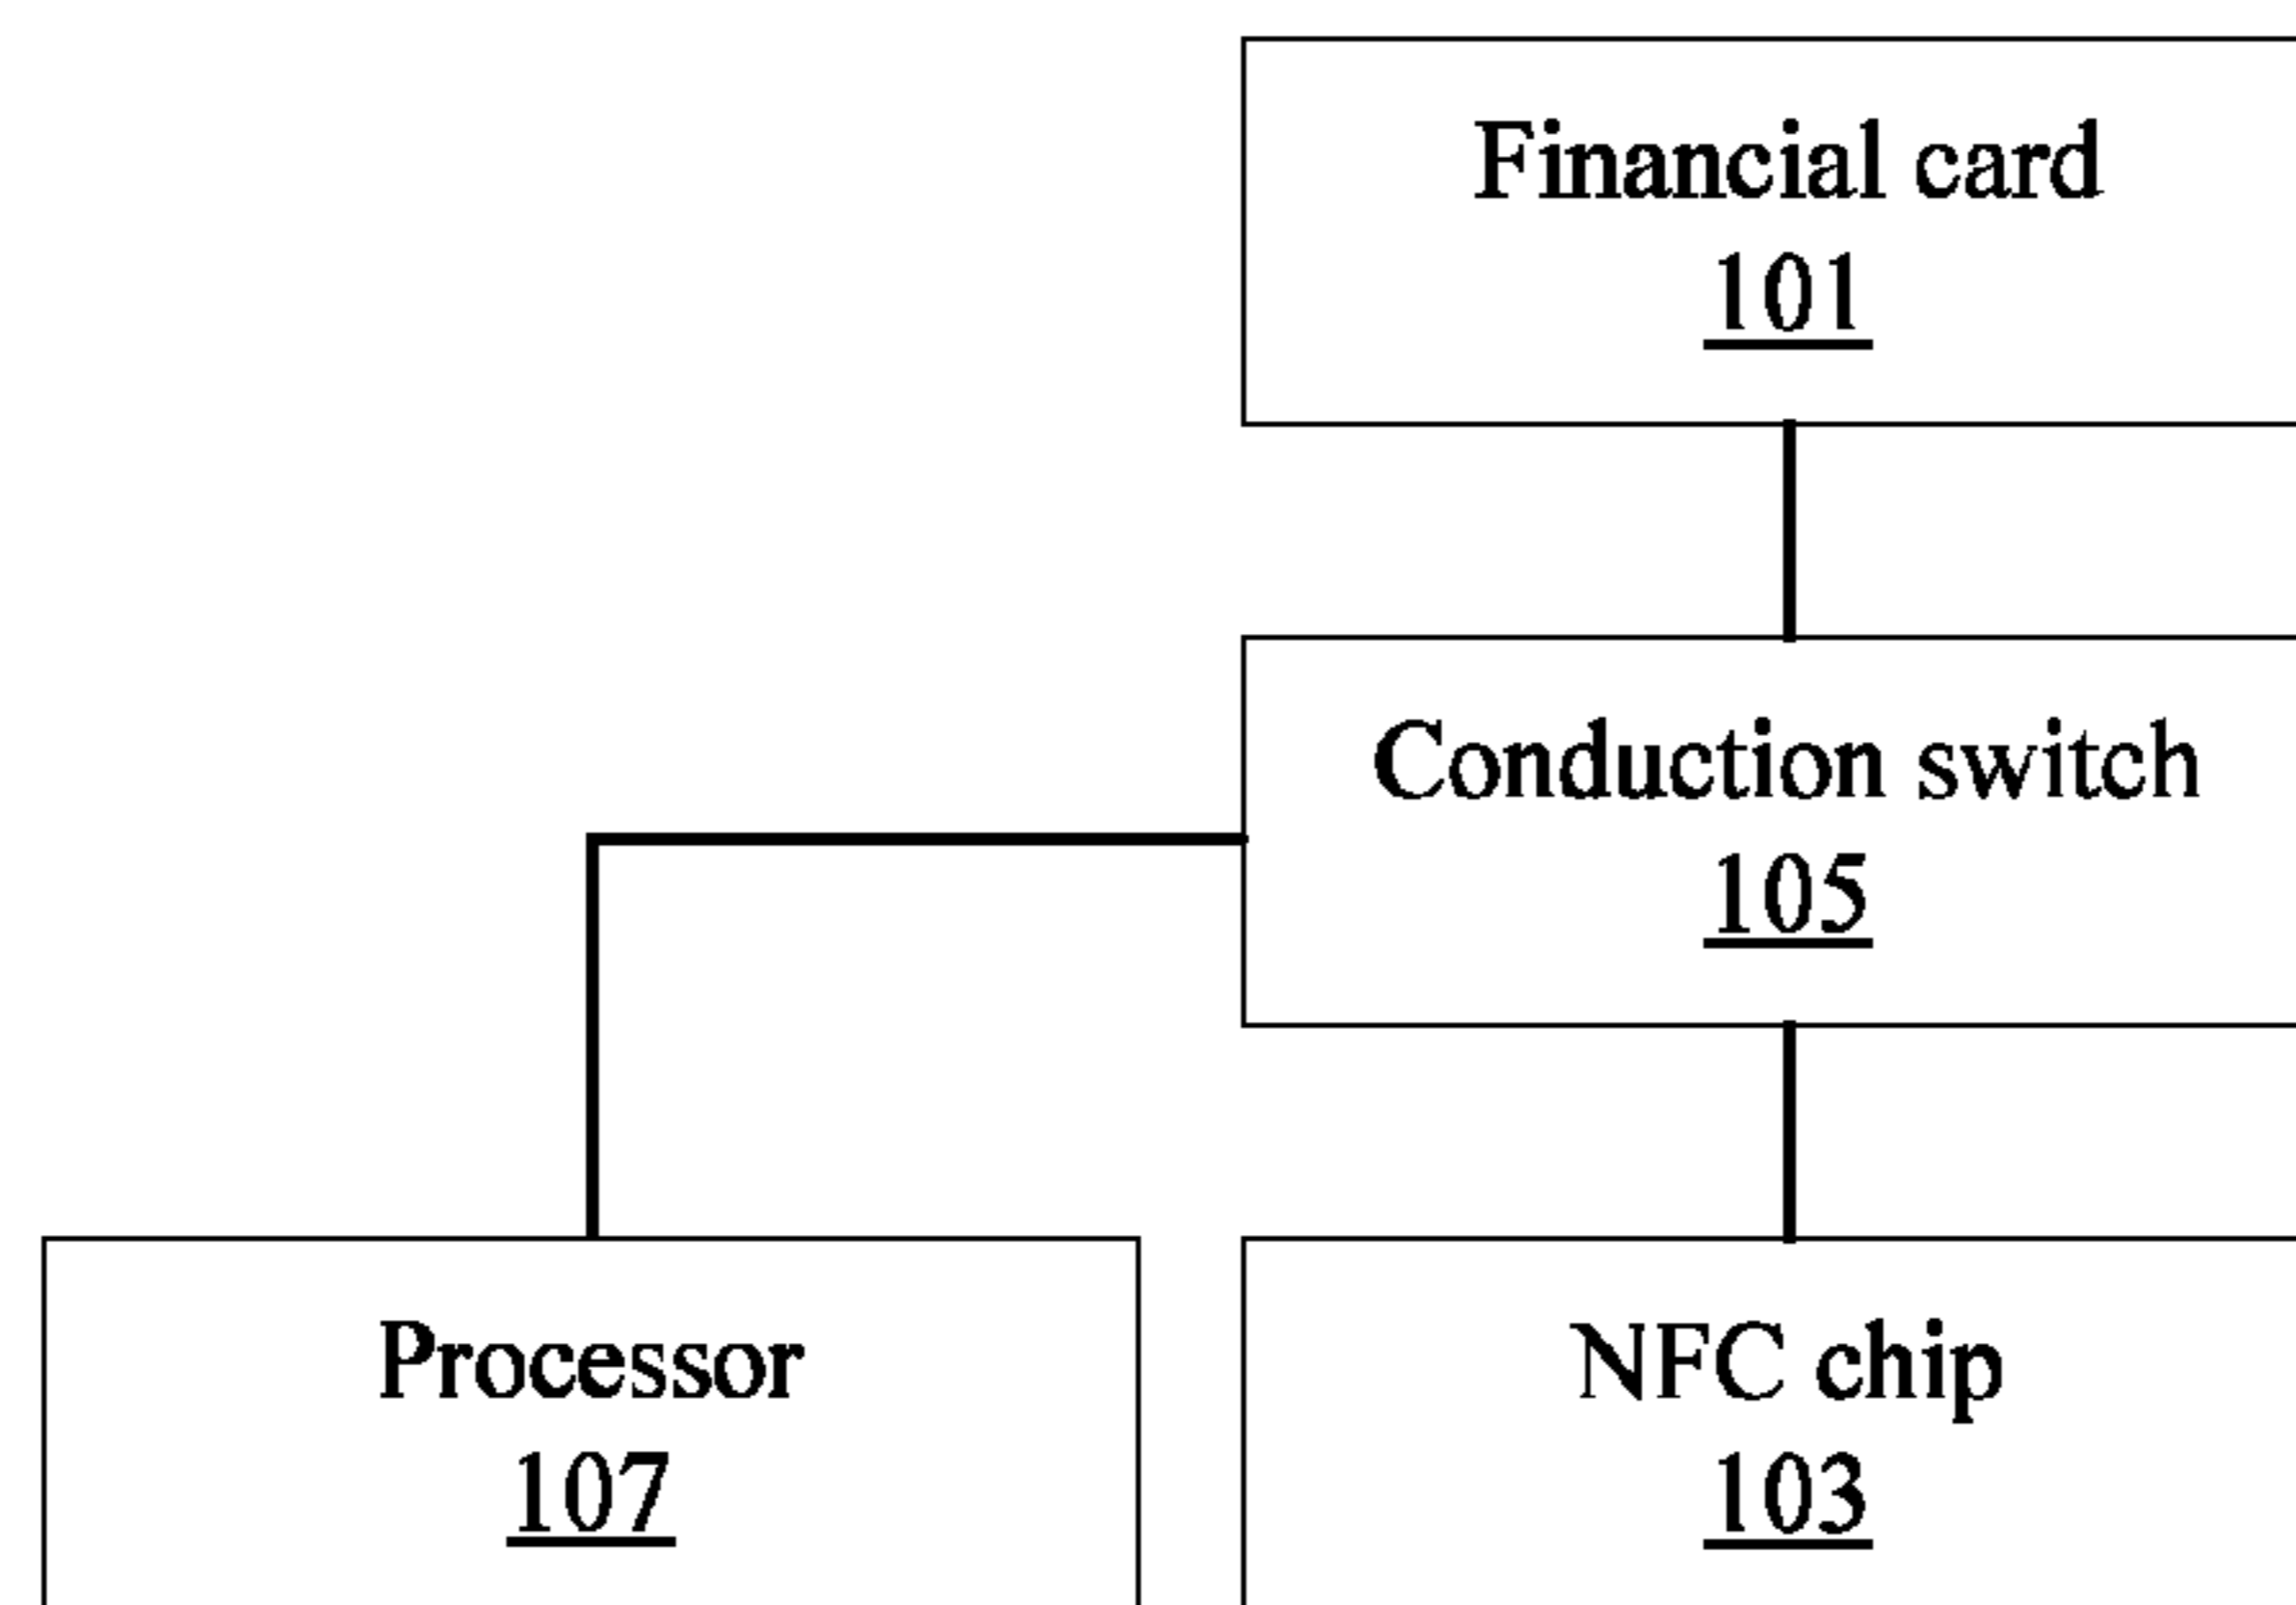 Financial card
101
Conduction switch
105
Processor
107
NFC chip
103